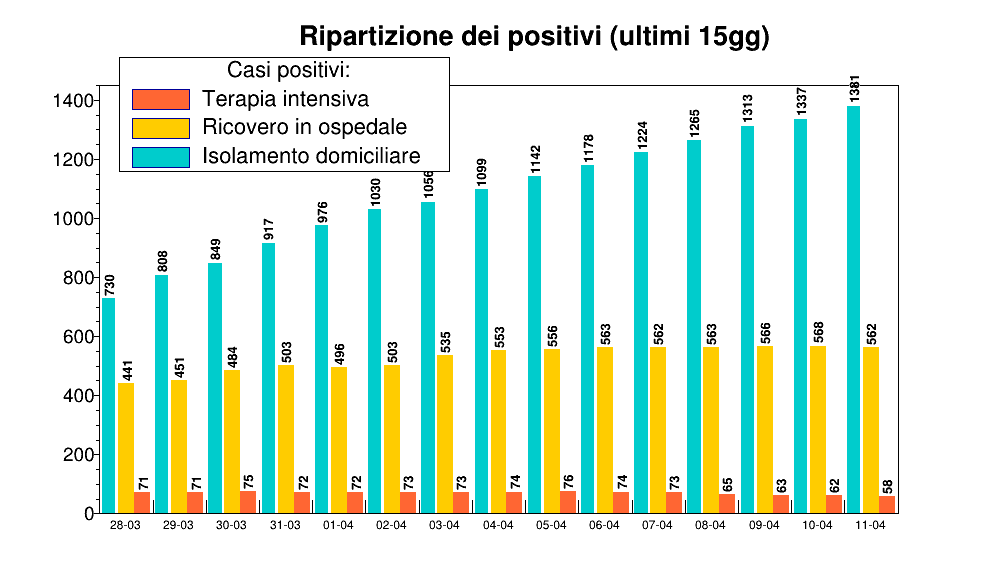 Ripartizione dei positivi (ultimi 15gg)
Casi positivi:
Terapia intensiva
Ricovero in ospedale
Isolamento domiciliare
1400
1200
1000
800
600
400
200
0
730 441 71
808 451 71
849 484 75
917 503 72
976 496 72
1030 503 73
1056 535 73
1099 553 74
1142 556 76
1178 563 74
1224 562 73
1265 563 65
1313 566 63
1337 568 62
1381 562 58
28-03 29-03 30-03 31-03 01-04 02-04 03-04 04-04 05-04 06-04 07-04 08-04 09-04 10-04 11-04